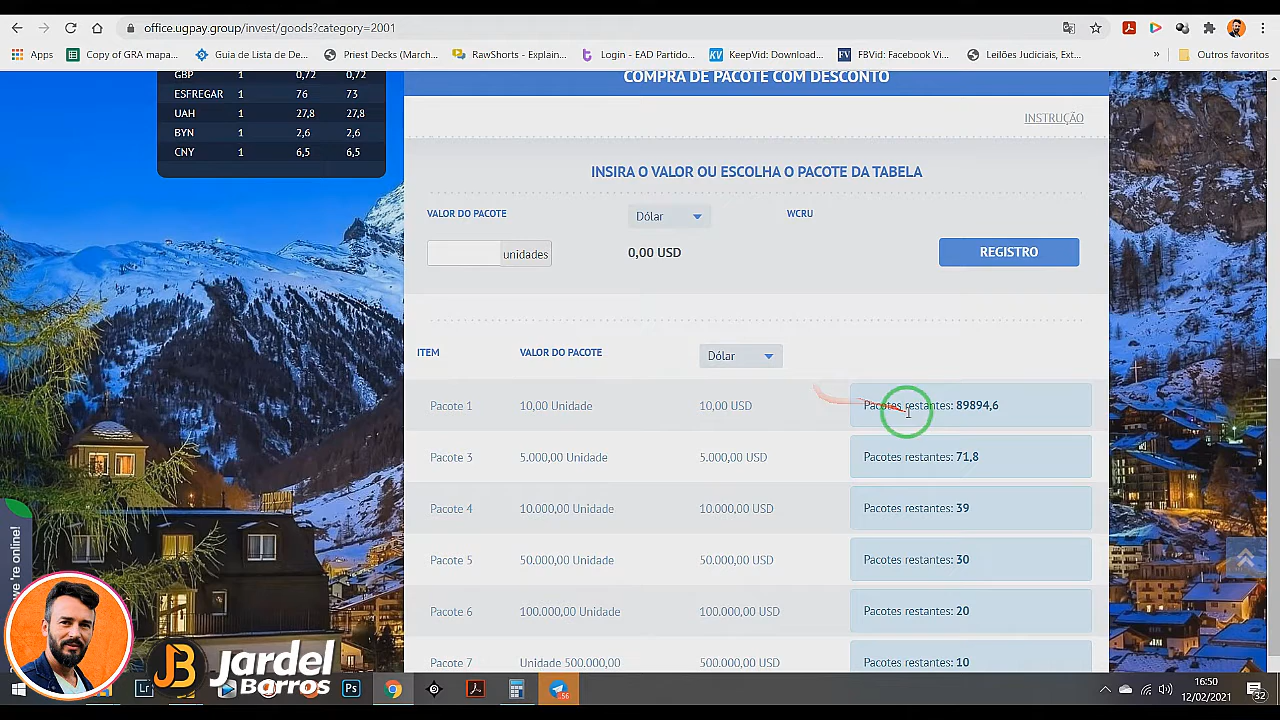 office.ugpay.group/invest/goods?category=2001
Apps
Copy of GRA mapa...
Guia de Lista de De...
Priest Decks (March...
RawShorts - Explain...
Login - EAD Partido...
KeepVid:Download...
FBVid: Facebook Vi...
Leilões Judiciais, Ext...
»
Outros favoritos
GBP 1 0,72 0,72
ESFREGAR 1 76 73
UAH 1 27,8 27,8
BYN 1 2,6 2,6
CNY 1 6,5 6,5
COMPRA DE PACOTE COM DESCONTO
INSTRUÇÃO
INSIRA O VALOR OU ESCOLHA O PACOTE DA TABELA
VALOR DO PACOTE Dólar WCRU
unidades 0,00 USD REGISTRO
ITEM VALOR DO PACOTE Dólar
Pacote 1 10,00 Unidade 10,00 USD Pacotes restantes: 89894,6
Pacote 3 5.000,00 Unidade 5.000,00 USD Pacotes restantes: 71,8
Pacote 4 10.000,00 Unidade 10.000,00 USD Pacotes restantes: 39
Pacote 5 50.000,00 Unidade 50.000,00 USD Pacotes restantes: 30
Pacote 6 100.000,00 Unidade 100.000,00 USD Pacotes restantes: 20
Pacote 7 Unidade 500.000,00 500.000,00 USD Pacotes restantes: 10
we're online!
JB
Jardel
Barros
Lr
Ps
56
16:50
12/02/2021
32